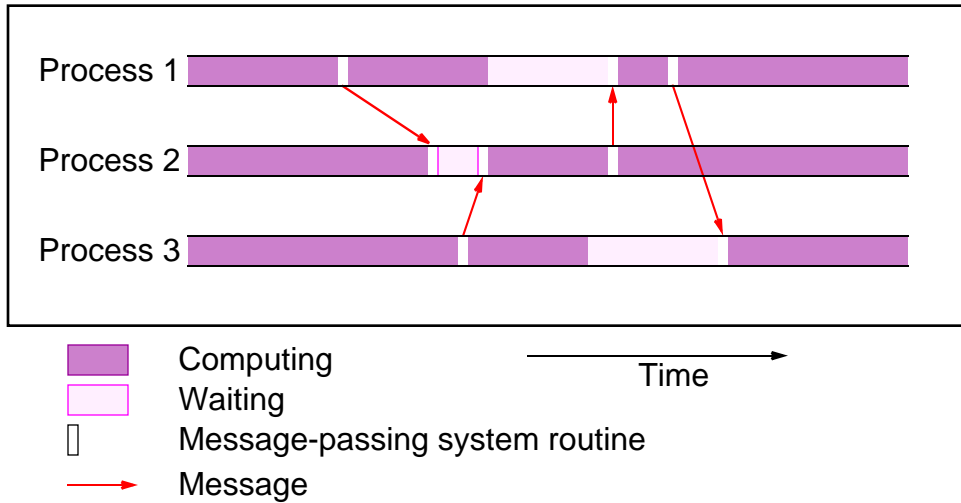 Process 1
Process 2
Process 3
Computing
Time
Waiting
Message-passing system routine
Message